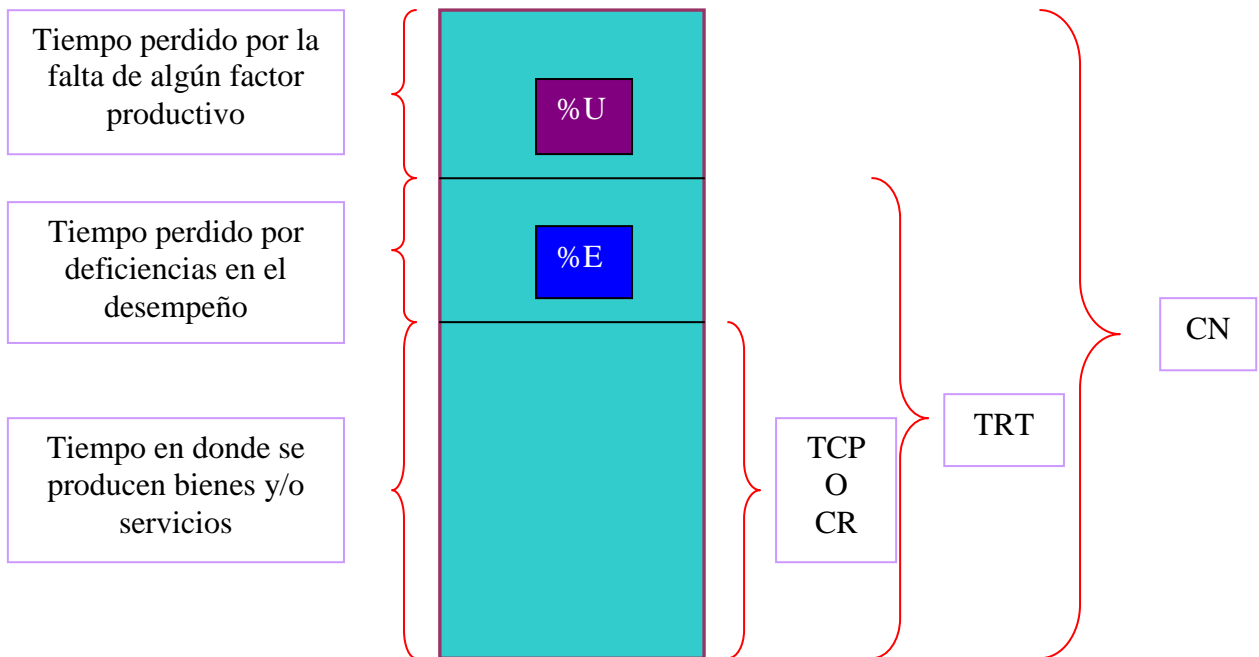 Tiempo perdido por la
falta de algún factor
productivo
%U
Tiempo perdido por
deficiencias en el
desempeño
%E
CN
Tiempo en donde se
producen bienes y/o
servicios
TCP
O
CR
TRT